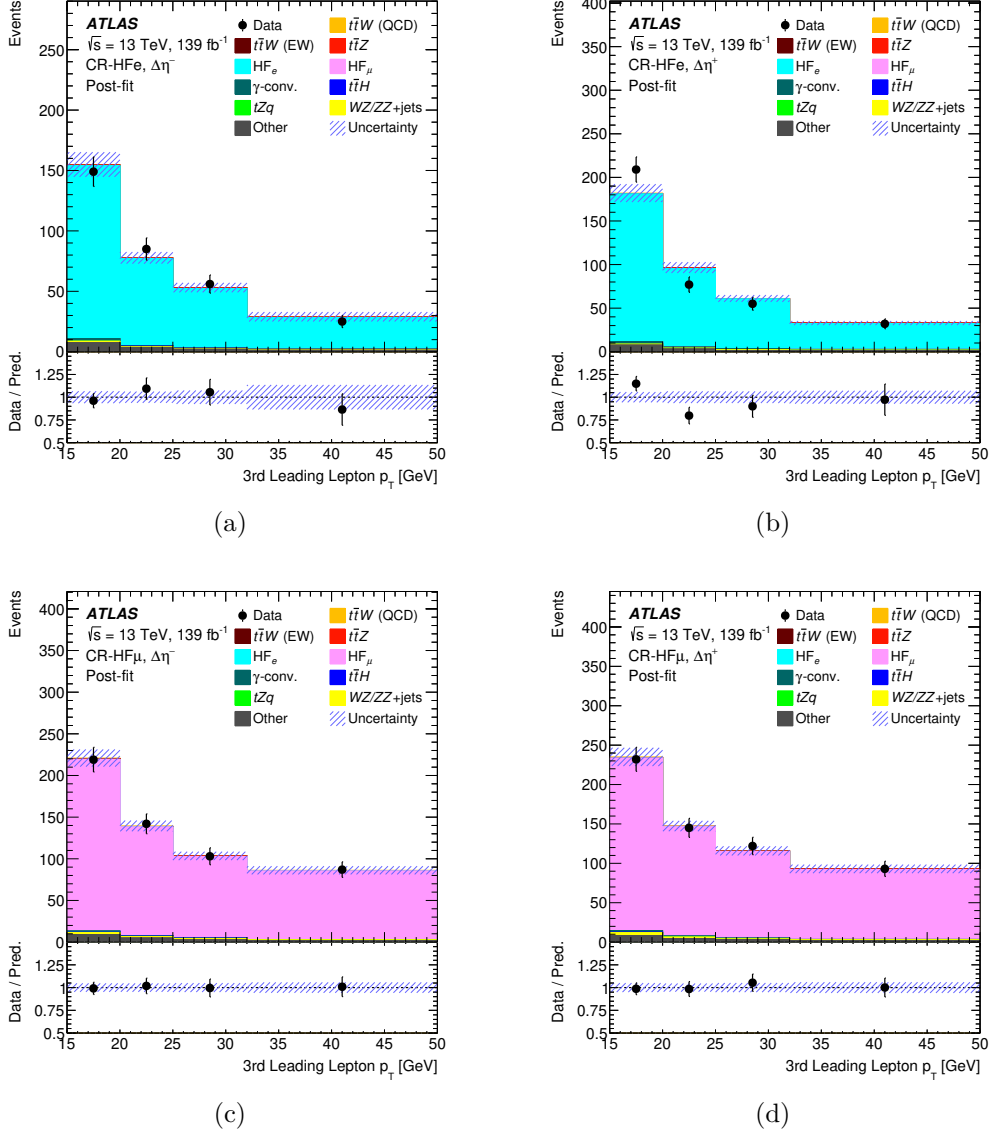 Events
ATLAS
√s = 13 TeV, 139 fb⁻¹
CR-HFe, Δη⁻
Post-fit
Data
tt̄W (QCD)
tt̄W (EW)
tt̄Z
HFₑ
HF_μ
γ-conv.
tt̄H
tZq
WZ/ZZ+jets
Other
Uncertainty
250
200
150
100
50
0
Data / Pred.
1.25
1
0.75
0.5
15 20 25 30 35 40 45 50
3rd Leading Lepton p_T [GeV]
(a)
Events
400
350
300
250
200
150
100
50
0
ATLAS
√s = 13 TeV, 139 fb⁻¹
CR-HFe, Δη⁺
Post-fit
Data
tt̄W (QCD)
tt̄W (EW)
tt̄Z
HFₑ
HF_μ
γ-conv.
tt̄H
tZq
WZ/ZZ+jets
Other
Uncertainty
Data / Pred.
1.25
1
0.75
0.5
15 20 25 30 35 40 45 50
3rd Leading Lepton p_T [GeV]
(b)
Events
400
350
300
250
200
150
100
50
0
ATLAS
√s = 13 TeV, 139 fb⁻¹
CR-HFμ, Δη⁻
Post-fit
Data
tt̄W (QCD)
tt̄W (EW)
tt̄Z
HFₑ
HF_μ
γ-conv.
tt̄H
tZq
WZ/ZZ+jets
Other
Uncertainty
Data / Pred.
1.25
1
0.75
0.5
15 20 25 30 35 40 45 50
3rd Leading Lepton p_T [GeV]
(c)
Events
400
350
300
250
200
150
100
50
0
ATLAS
√s = 13 TeV, 139 fb⁻¹
CR-HFμ, Δη⁺
Post-fit
Data
tt̄W (QCD)
tt̄W (EW)
tt̄Z
HFₑ
HF_μ
γ-conv.
tt̄H
tZq
WZ/ZZ+jets
Other
Uncertainty
Data / Pred.
1.25
1
0.75
0.5
15 20 25 30 35 40 45 50
3rd Leading Lepton p_T [GeV]
(d)